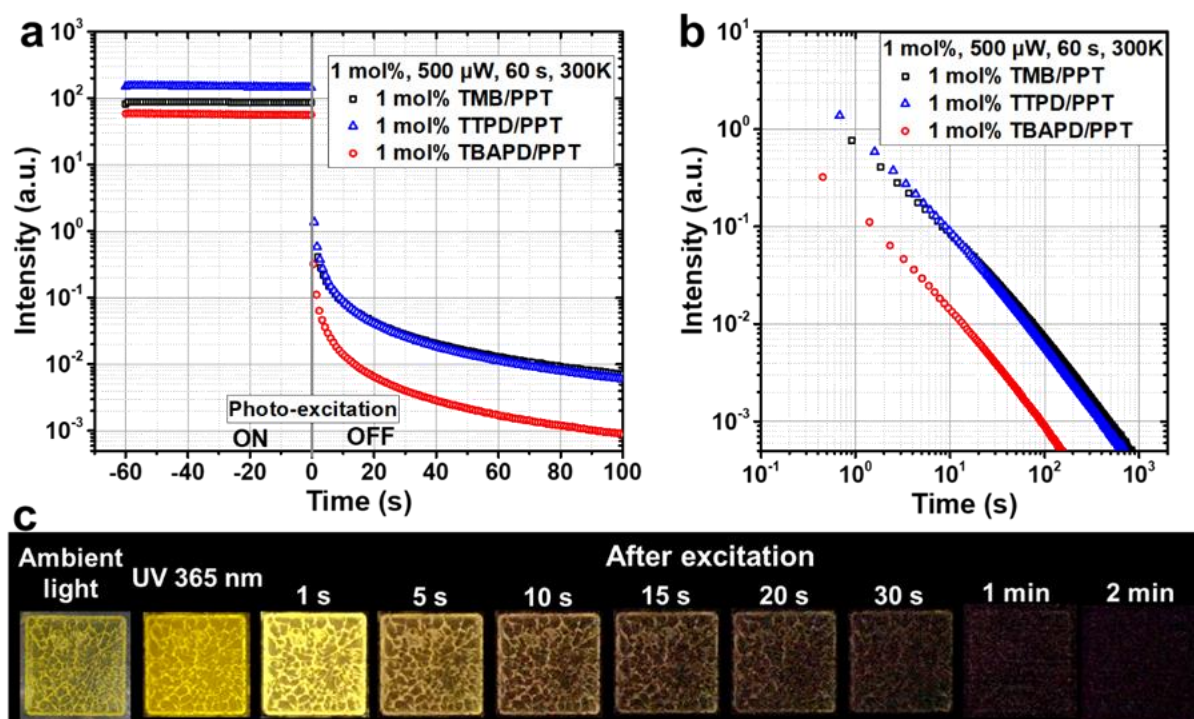 a
10³
10²
10¹
10⁰
10⁻¹
10⁻²
10⁻³
Intensity (a.u.)
1 mol%, 500 µW, 60 s, 300K
1 mol% TMB/PPT
1 mol% TTPD/PPT
1 mol% TBAPD/PPT
Photo-excitation
ON OFF
-60 -40 -20 0 20 40 60 80 100
Time (s)
b
10¹
10⁰
10⁻¹
10⁻²
10⁻³
Intensity (a.u.)
1 mol%, 500 µW, 60 s, 300K
1 mol% TMB/PPT
1 mol% TTPD/PPT
1 mol% TBAPD/PPT
10⁻¹ 10⁰ 10¹ 10² 10³
Time (s)
c
Ambient
light
UV 365 nm
After excitation
1 s 5 s 10 s 15 s 20 s 30 s 1 min 2 min